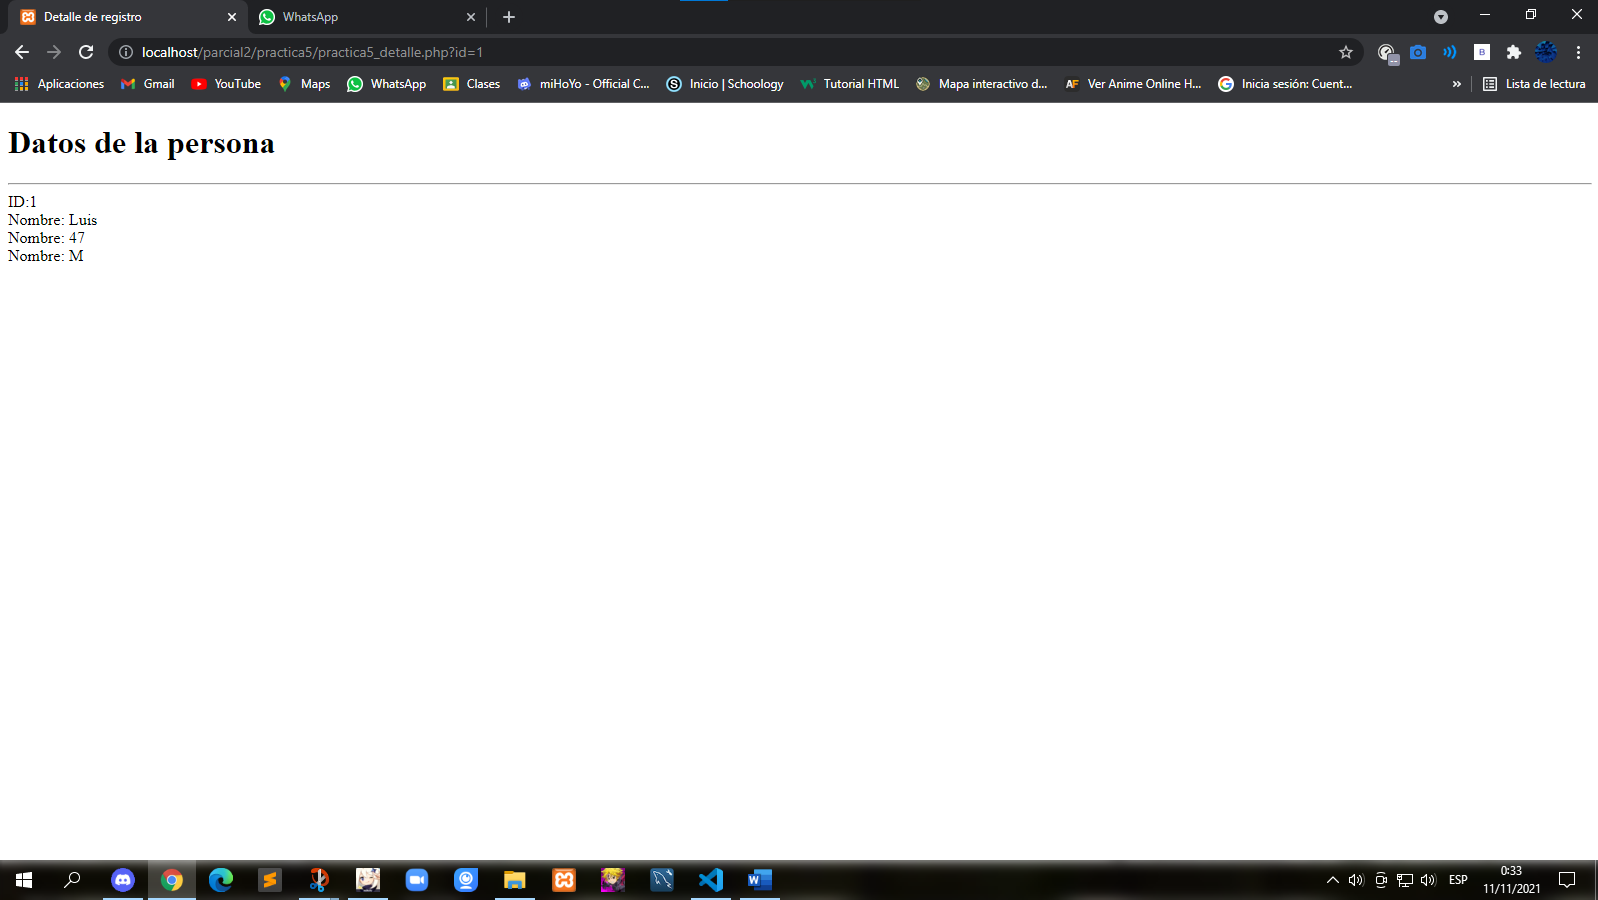 Detalle de registro
WhatsApp
localhost/parcial2/practica5/practica5_detalle.php?id=1
Aplicaciones
Gmail
YouTube
Maps
WhatsApp
Clases
miHoYo - Official C...
Inicio | Schoology
Tutorial HTML
Mapa interactivo d...
AF
Ver Anime Online H...
Inicia sesión: Cuent...
»
Lista de lectura
Datos de la persona
ID:1
Nombre: Luis
Nombre: 47
Nombre: M
ESP
0:33
11/11/2021